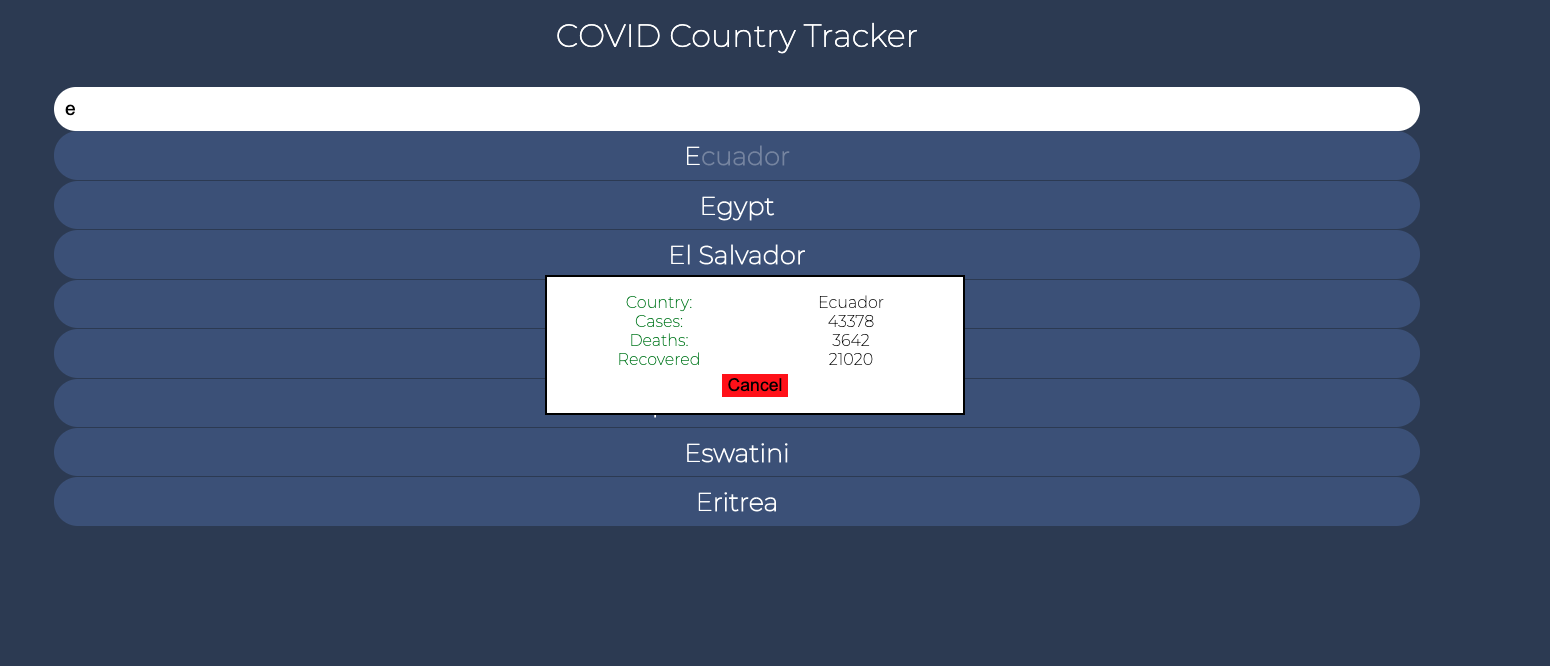 COVID Country Tracker
e
Ecuador
Egypt
El Salvador
Country: Ecuador
Cases: 43378
Deaths: 3642
Recovered 21020
Cancel
Eswatini
Eritrea